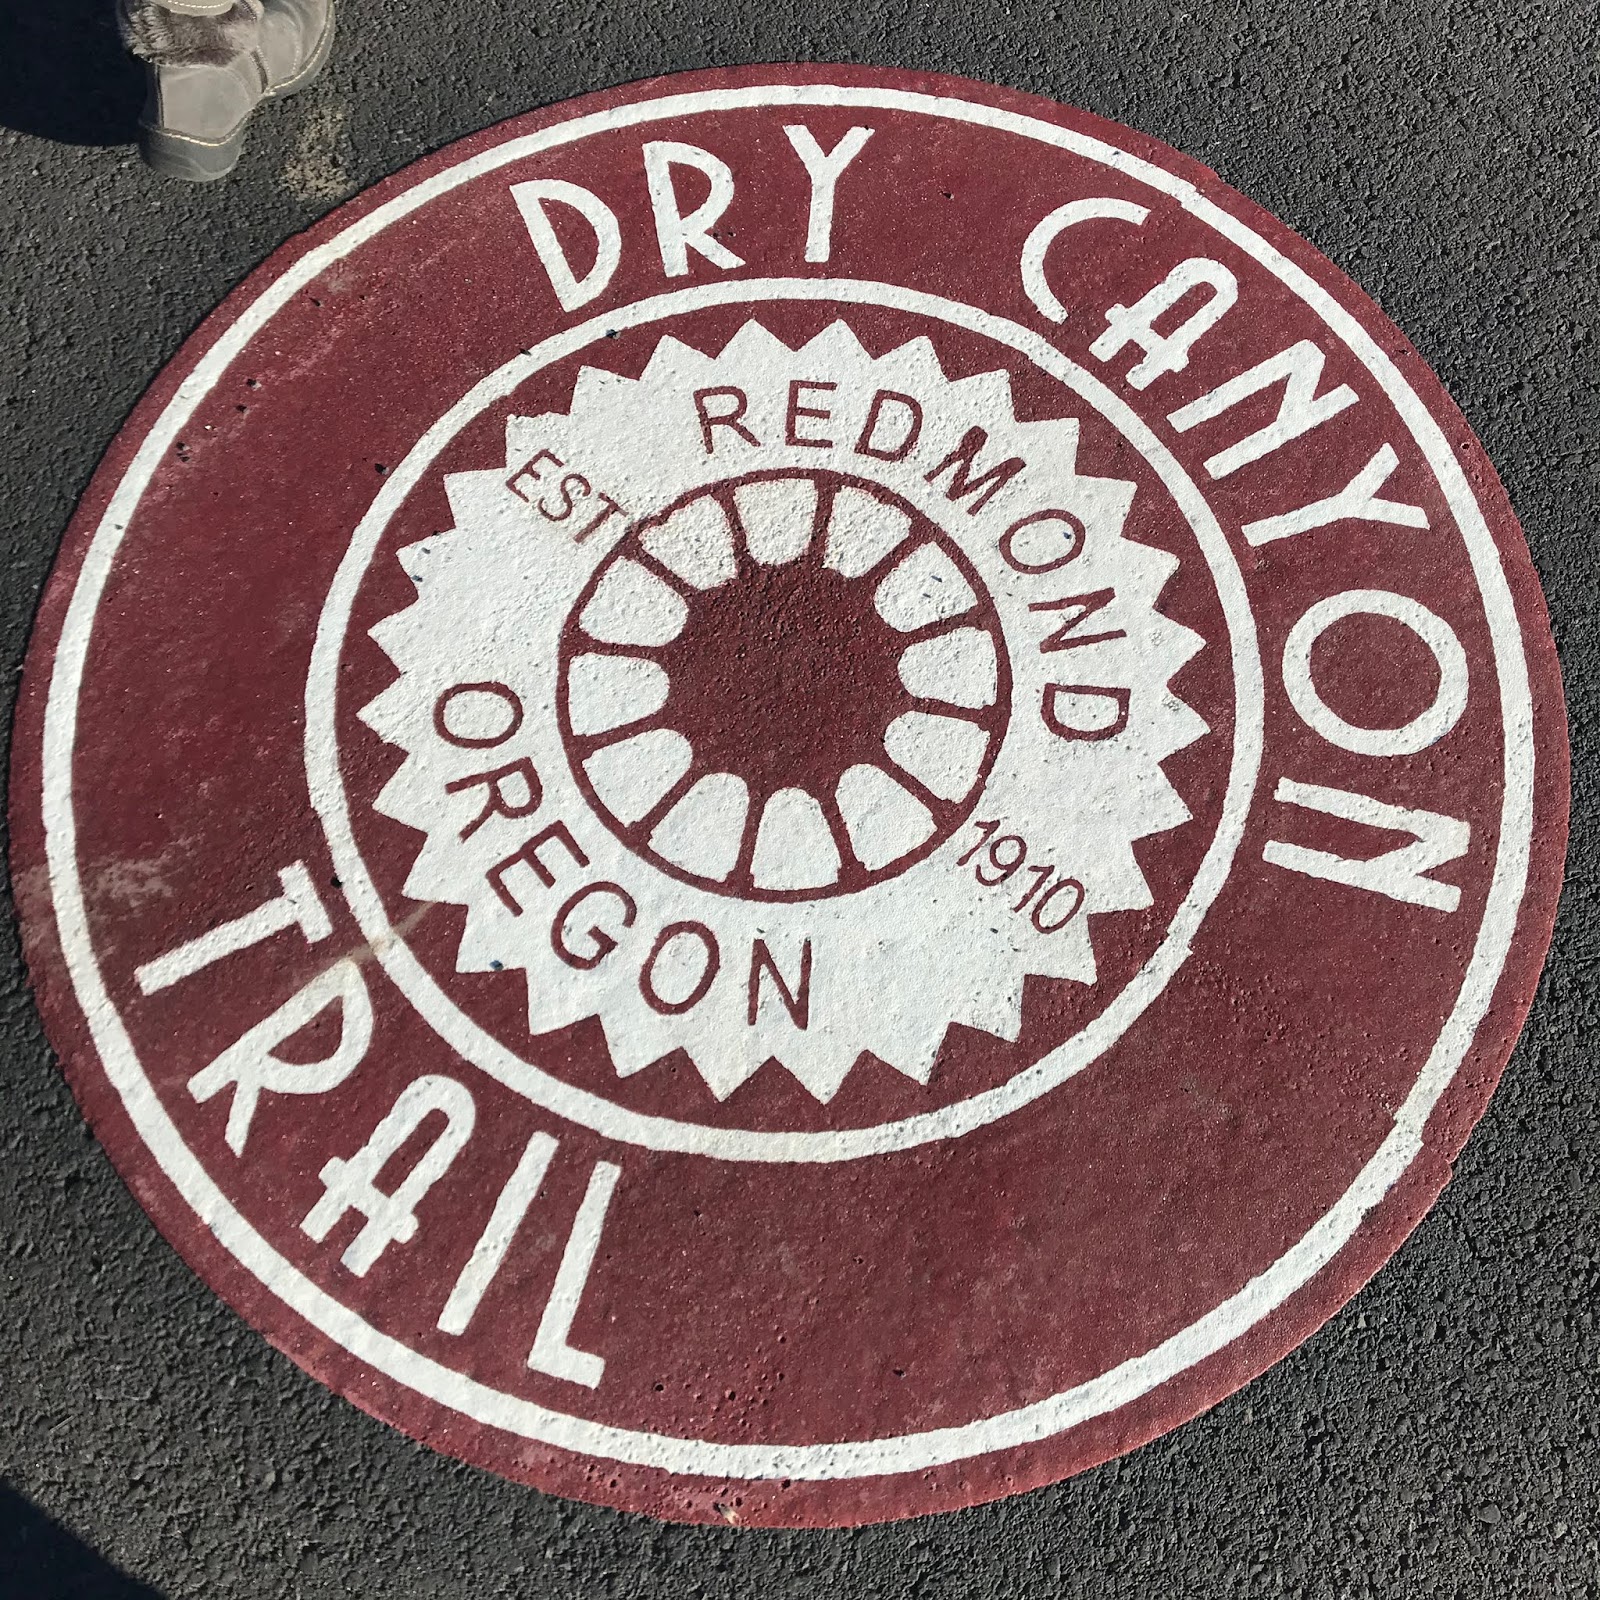 DRY CANYON
TRAIL
REDMOND
OREGON
EST
1910